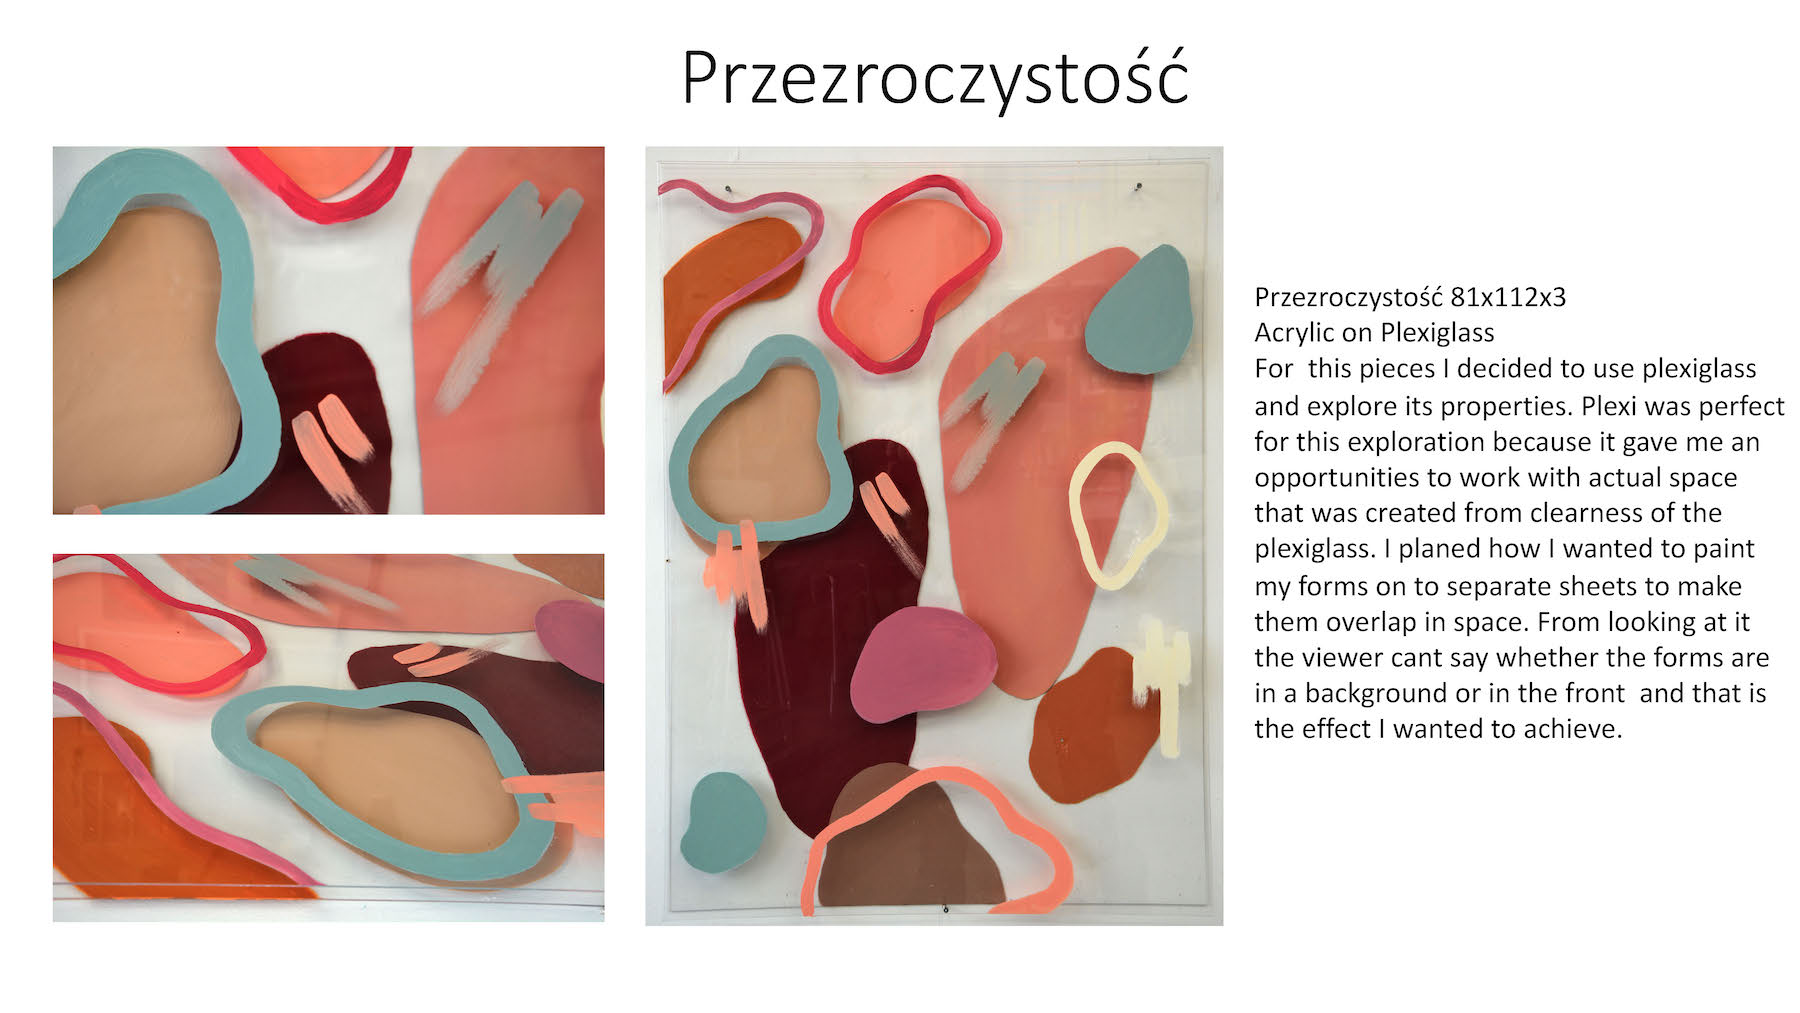 Przezroczystość
Przezroczystość 81x112x3
Acrylic on Plexiglass
For  this pieces I decided to use plexiglass
and explore its properties. Plexi was perfect
for this exploration because it gave me an
opportunities to work with actual space
that was created from clearness of the
plexiglass. I planed how I wanted to paint
my forms on to separate sheets to make
them overlap in space. From looking at it
the viewer cant say whether the forms are
in a background or in the front  and that is
the effect I wanted to achieve.